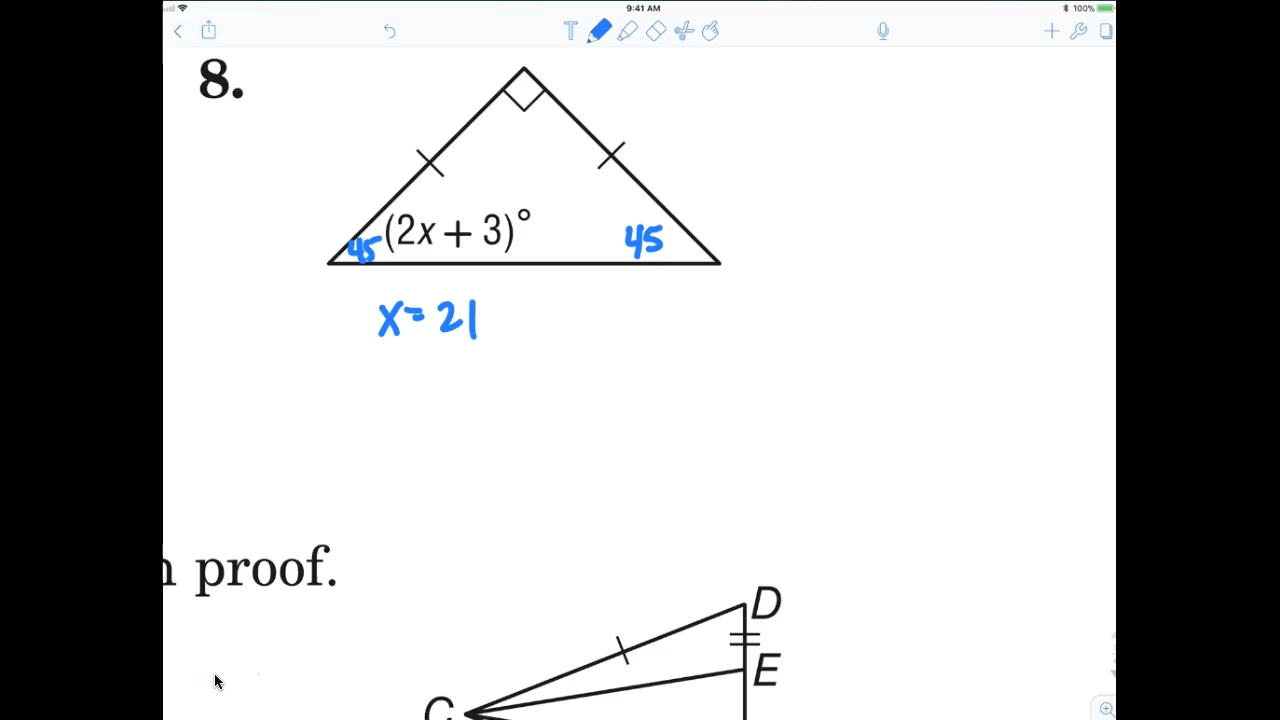 9:41 AM
100%
T
8.
(2x + 3)°
45
45
x = 21
n proof.
D
E
C